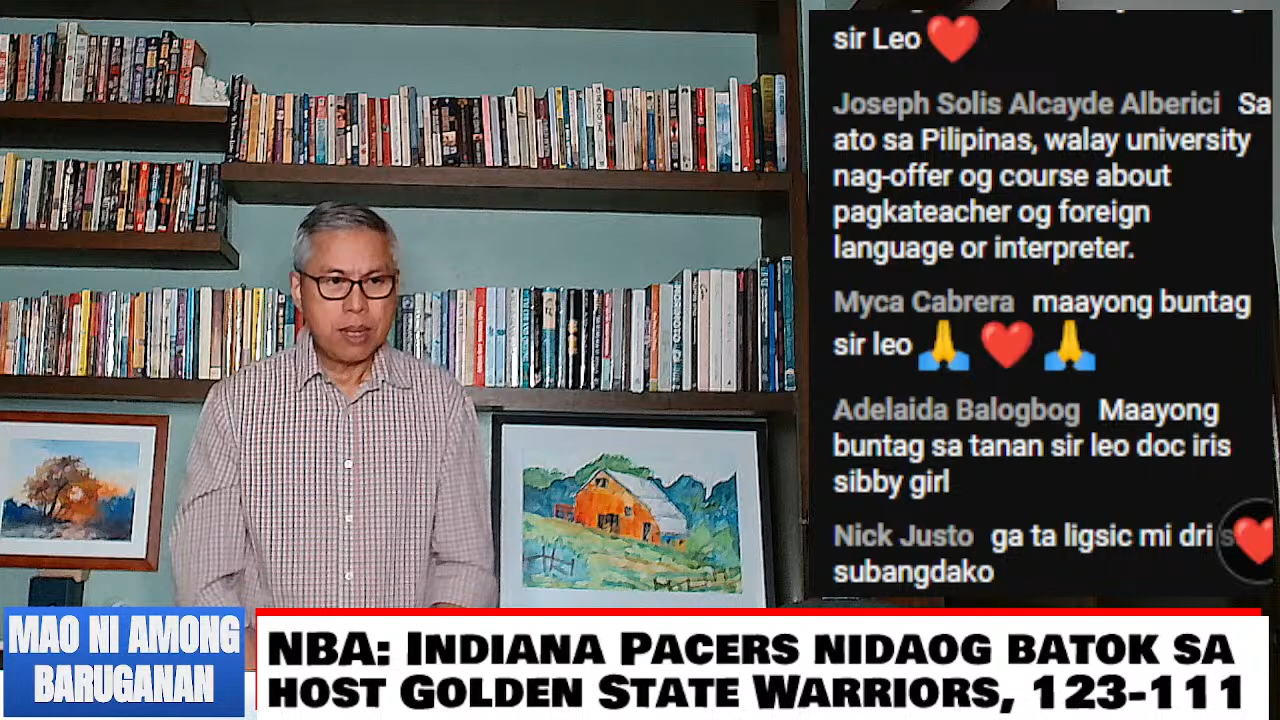 sir Leo ❤️
Joseph Solis Alcayde Alberici Sa
ato sa Pilipinas, walay university
nag-offer og course about
pagkateacher og foreign
language or interpreter.
Myca Cabrera maayong buntag
sir leo 🙏 ❤️ 🙏
Adelaida Balogbog Maayong
buntag sa tanan sir leo doc iris
sibby girl
Nick Justo ga ta ligsic mi dri
subangdako
MAO NI AMONG
BARUGANAN
NBA: INDIANA PACERS NIDAOG BATOK SA
HOST GOLDEN STATE WARRIORS, 123-111